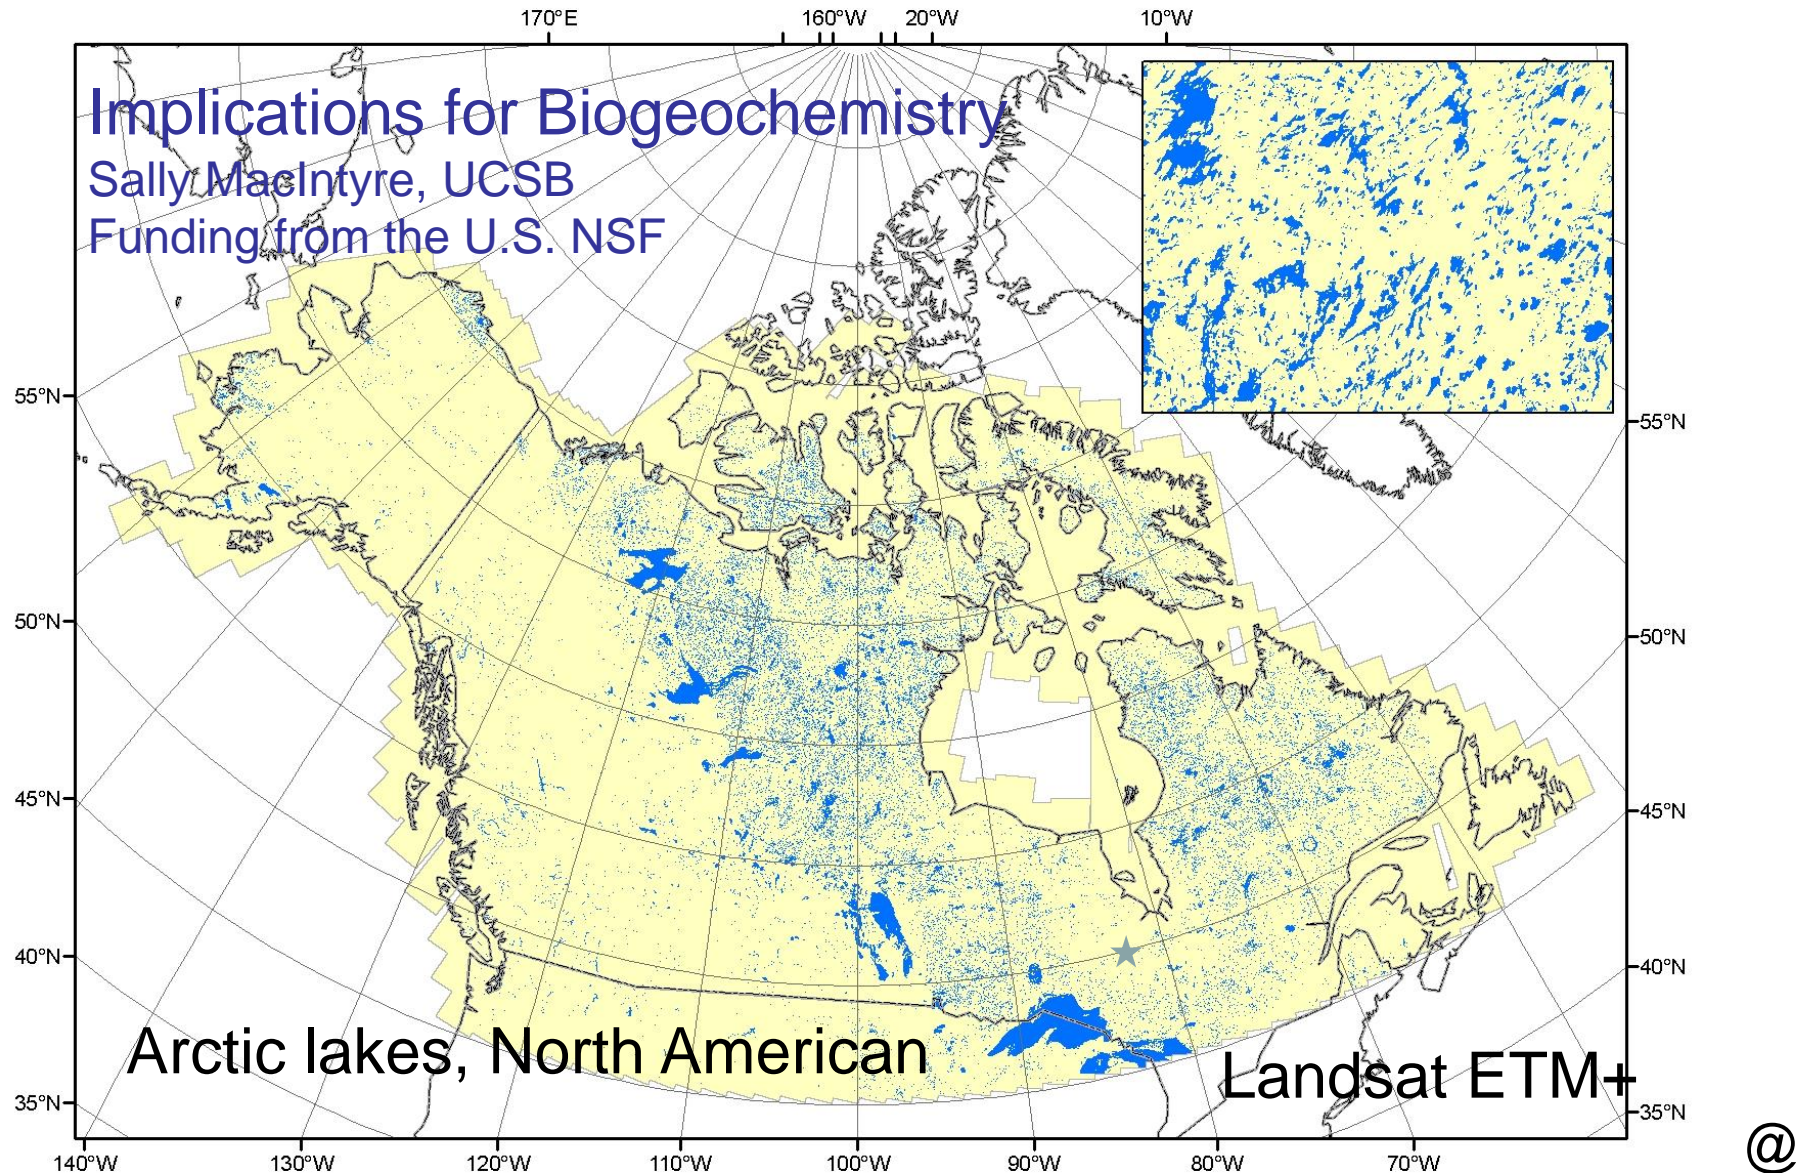 170°E 160°W 20°W 10°W
Implications for Biogeochemistry
Sally MacIntyre, UCSB
Funding from the U.S. NSF
55°N
55°N
50°N
50°N
45°N
45°N
40°N
40°N
Arctic lakes, North American
Landsat ETM+
35°N
35°N
140°W 130°W 120°W 110°W 100°W 90°W 80°W 70°W
@